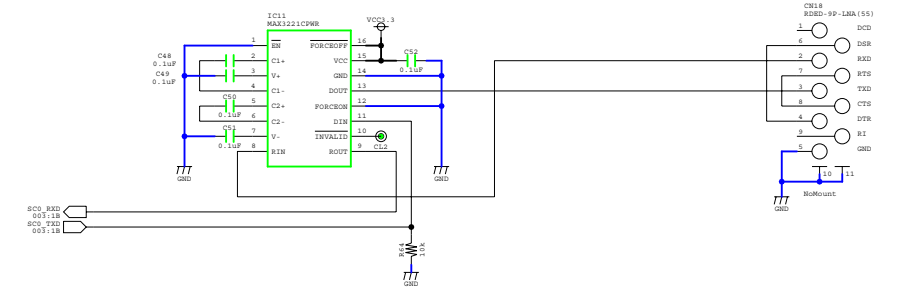 CN18
RDED-9P-LNA(55)
IC11
MAX3221CPWR
VCC3.3
1 EN FORCEOFF 16
2 C1+ VCC 15
3 V+ GND 14
4 C1- DOUT 13
5 C2+ FORCEON 12
6 C2- DIN 11
7 V- INVALID 10
8 RIN ROUT 9
C48
0.1uF
C49
0.1uF
C50
0.1uF
C51
0.1uF
C52
0.1uF
CL2
GND
GND
1 DCD
6 DSR
2 RXD
7 RTS
3 TXD
8 CTS
4 DTR
9 RI
5 GND
10 11
NoMount
GND
SC0_RXD
003:1B
SC0_TXD
003:1B
R64
10k
GND